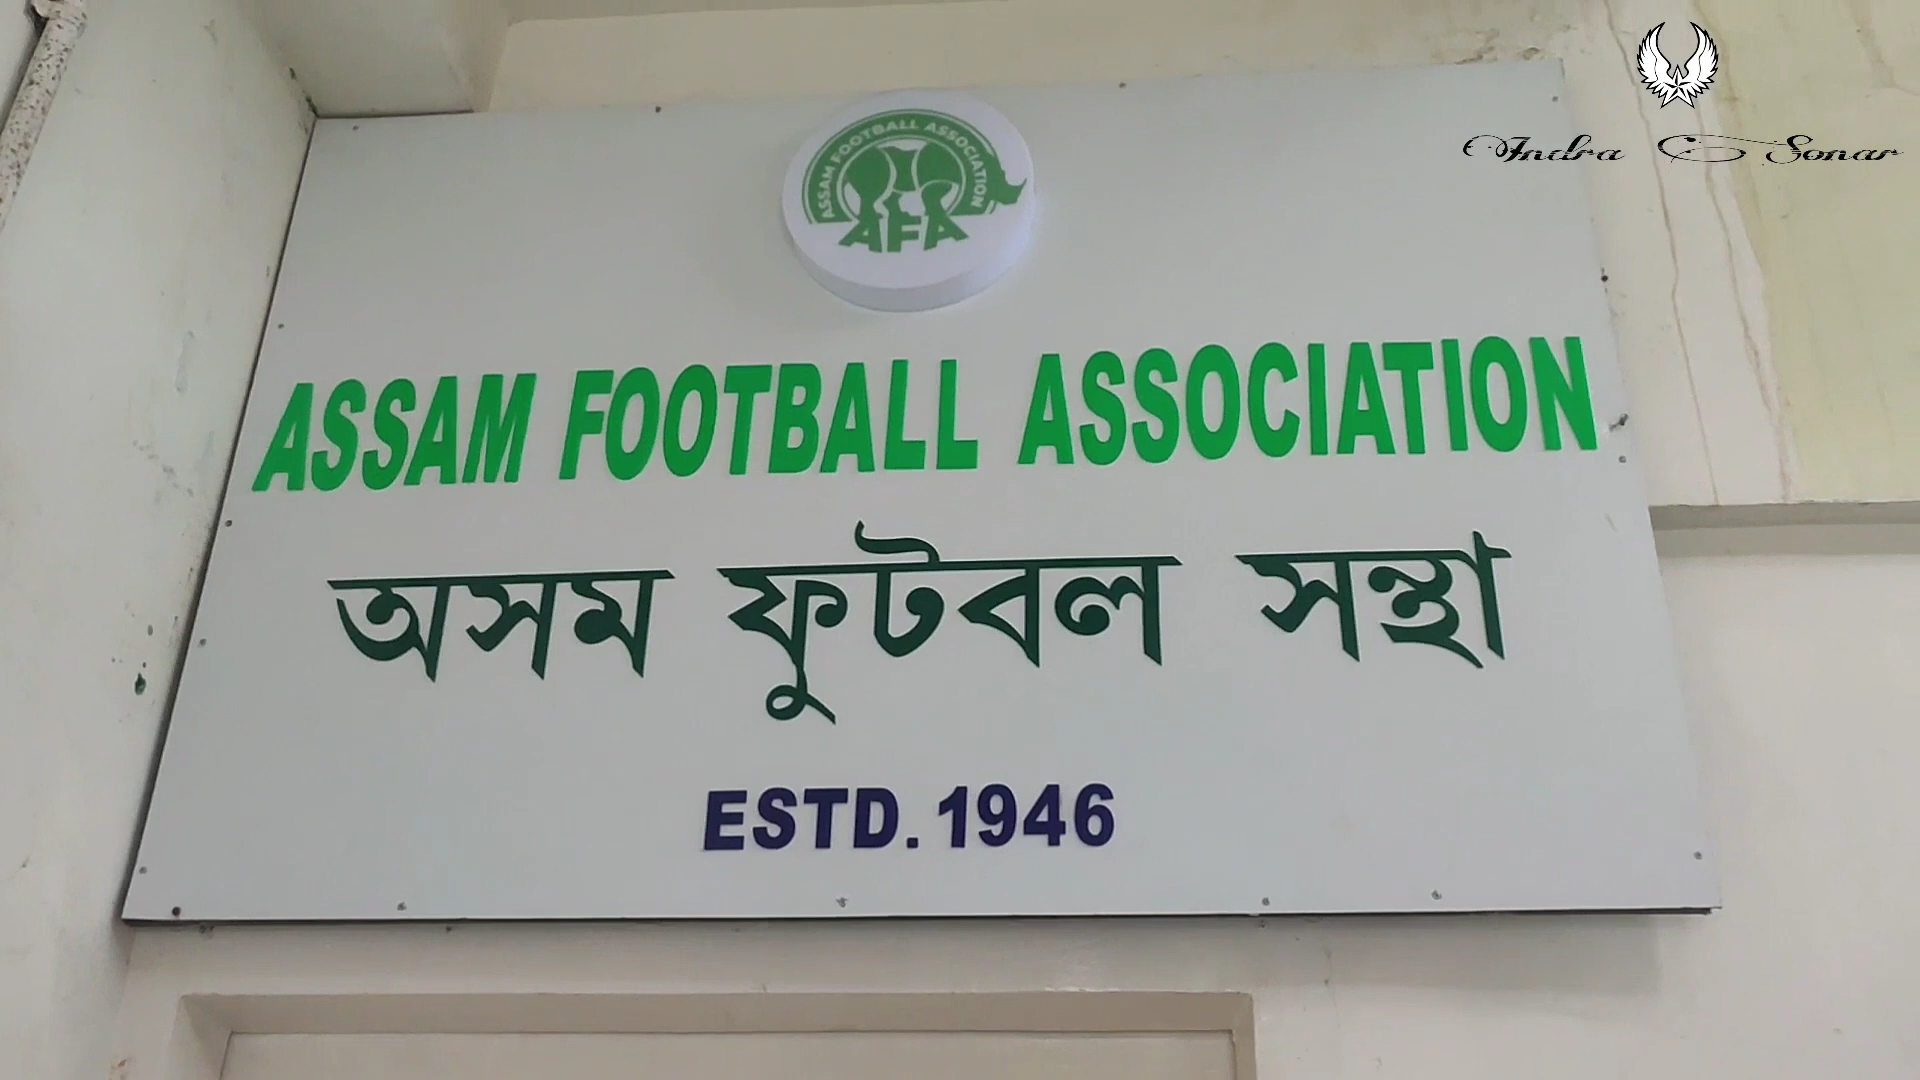 Indra Sonar
ASSAM FOOTBALL ASSOCIATION
AFA
ASSAM FOOTBALL ASSOCIATION
অসম ফুটবল সন্থা
ESTD. 1946